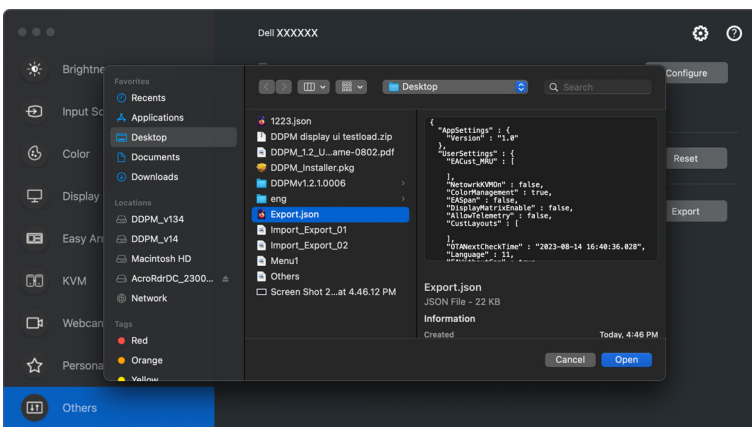 Dell XXXXXX
Brightne
Input So
Color
Display
Easy Arr
KVM
Webcan
Persona
Others
Configure
Reset
Export
Favorites
Recents
Applications
Desktop
Documents
Downloads
Locations
DDPM_v134
DDPM_v14
Macintosh HD
AcroRdrDC_2300...
Network
Tags
Red
Orange
Yellow
Desktop
Search
1223.json
DDPM display ui testload.zip
DDPM_1.2_U...ame-0802.pdf
DDPM_Installer.pkg
DDPMv1.2.1.0006
eng
Export.json
Import_Export_01
Import_Export_02
Menu1
Others
Screen Shot 2...at 4.46.12 PM
{
"AppSettings" : {
"Version" : "1.0"
},
"UserSettings" : {
"EACust_MRU" : [
],
"NetowrkKVMOn" : false,
"ColorManagement" : true,
"EASpan" : false,
"DisplayMatrixEnable" : false,
"AllowTelemetry" : false,
"CustLayouts" : [
],
"OTANextCheckTime" : "2023-08-14 16:40:36.028",
"Language" : 11,
Export.json
JSON File - 22 KB
Information
Created Today, 4:46 PM
Cancel Open